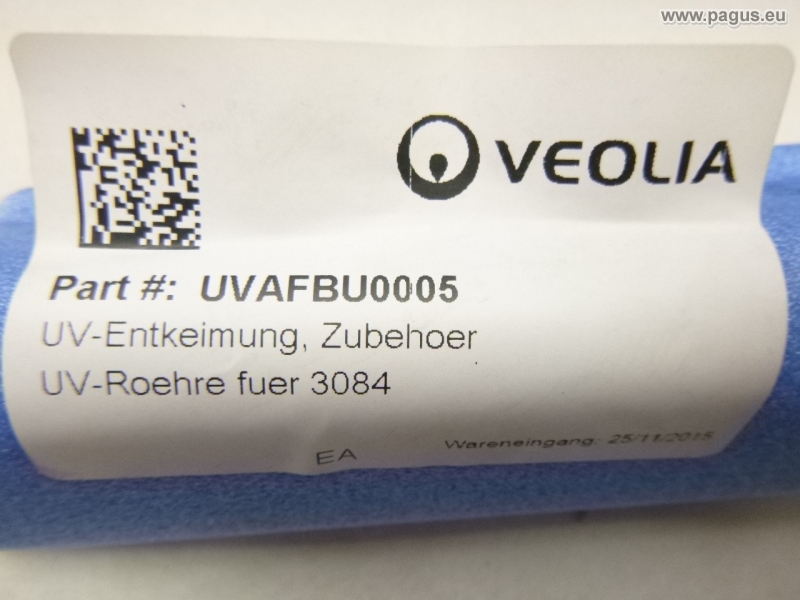 www.pagus.eu
VEOLIA
Part #: UVAFBU0005
UV-Entkeimung, Zubehoer
UV-Roehre fuer 3084
Wareneingang: 25/11/2015
EA